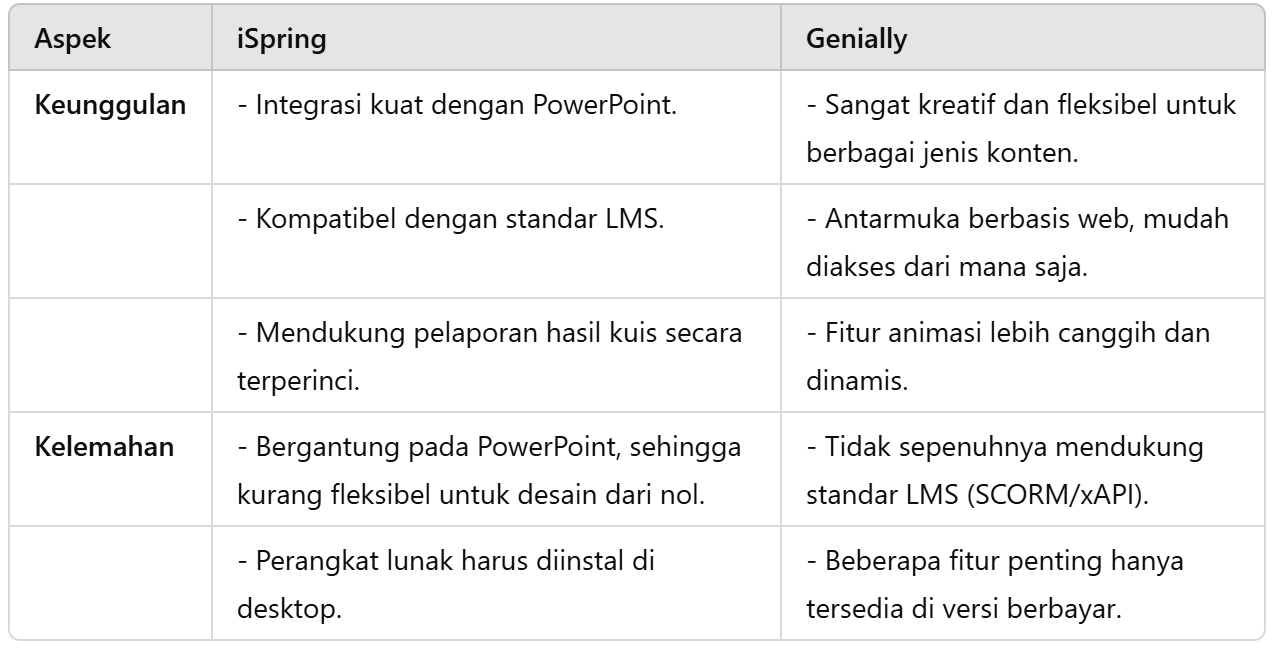 Aspek iSpring Genially
Keunggulan - Integrasi kuat dengan PowerPoint. - Sangat kreatif dan fleksibel untuk
berbagai jenis konten.
- Kompatibel dengan standar LMS. - Antarmuka berbasis web, mudah
diakses dari mana saja.
- Mendukung pelaporan hasil kuis secara - Fitur animasi lebih canggih dan
terperinci. dinamis.
Kelemahan - Bergantung pada PowerPoint, sehingga - Tidak sepenuhnya mendukung
kurang fleksibel untuk desain dari nol. standar LMS (SCORM/xAPI).
- Perangkat lunak harus diinstal di - Beberapa fitur penting hanya
desktop. tersedia di versi berbayar.